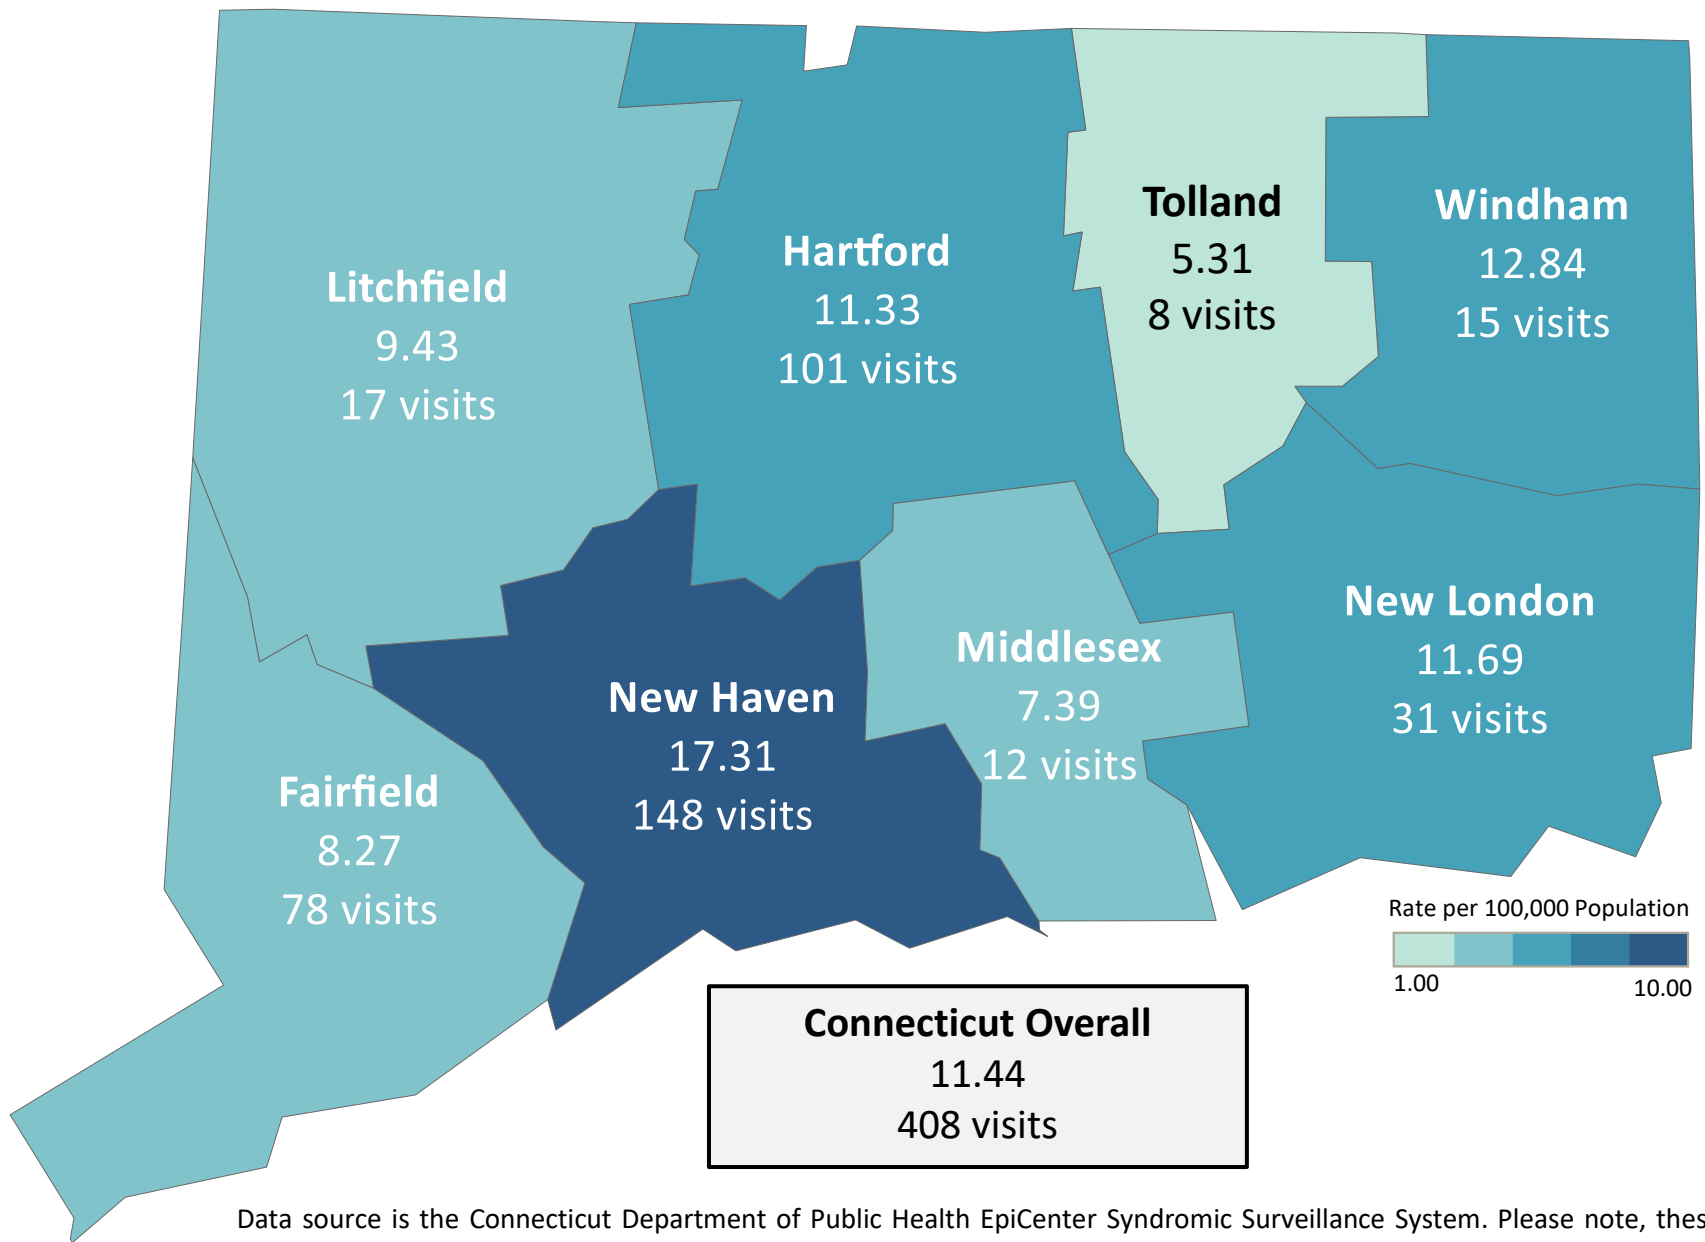 Tolland
5.31
8 visits
Windham
12.84
15 visits
Hartford
11.33
101 visits
Litchfield
9.43
17 visits
New London
11.69
31 visits
Middlesex
7.39
12 visits
New Haven
17.31
148 visits
Fairfield
8.27
78 visits
Rate per 100,000 Population
1.00
10.00
Connecticut Overall
11.44
408 visits
Data source is the Connecticut Department of Public Health EpiCenter Syndromic Surveillance System. Please note, thes